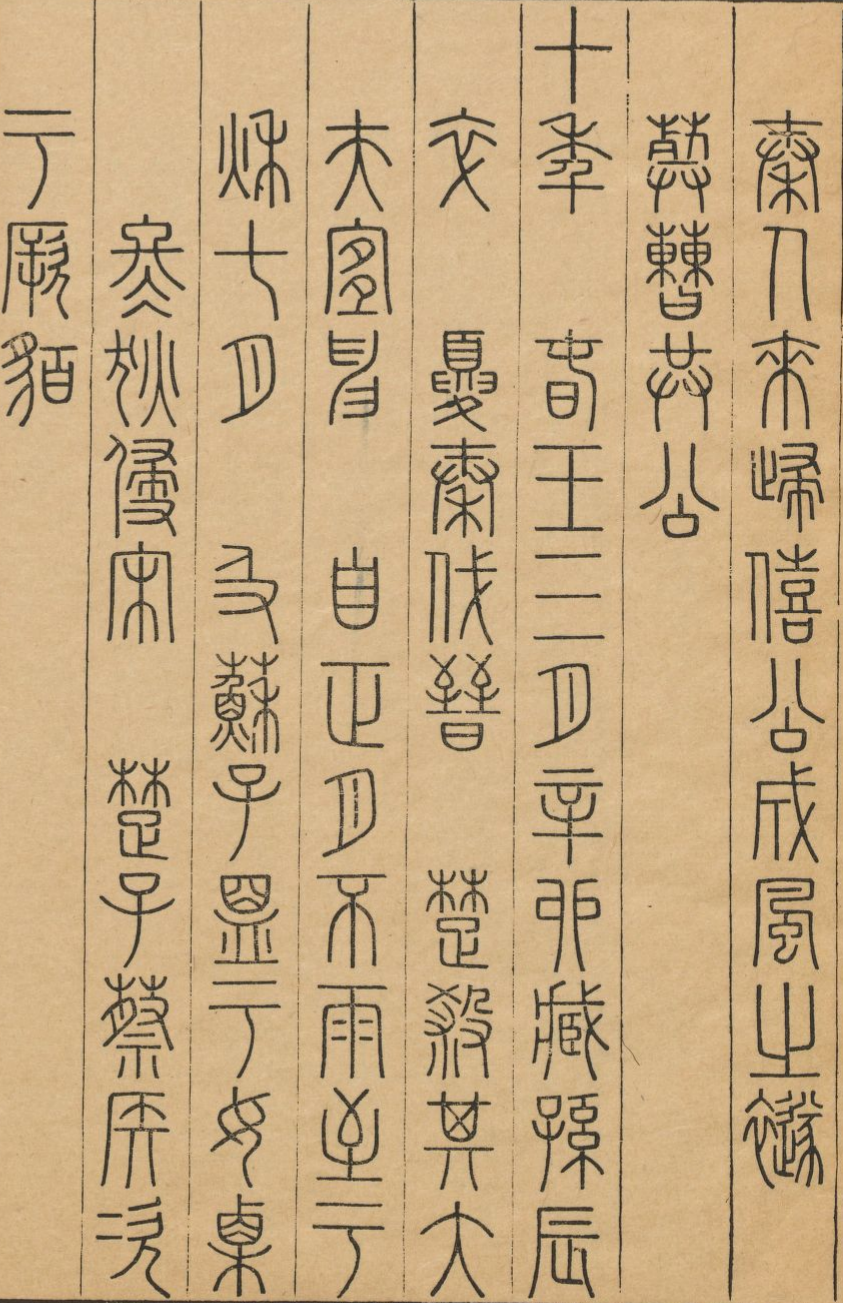 秦人來歸僖公成風之襚
葬曹共公
十年 春王三月辛卯臧孫辰
卒 夏秦伐晉 楚殺其大
夫宜申 自正月不雨至于
秋七月 及蘇子盟于女栗
冬狄侵宋 楚子蔡侯次
于厥貉